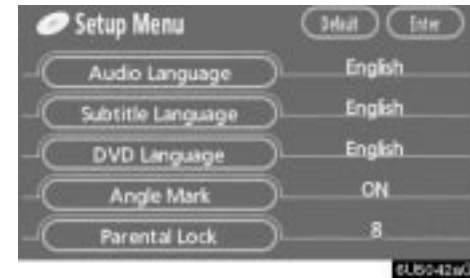 Setup Menu Default Enter
Audio Language English
Subtitle Language English
DVD Language English
Angle Mark ON
Parental Lock 8